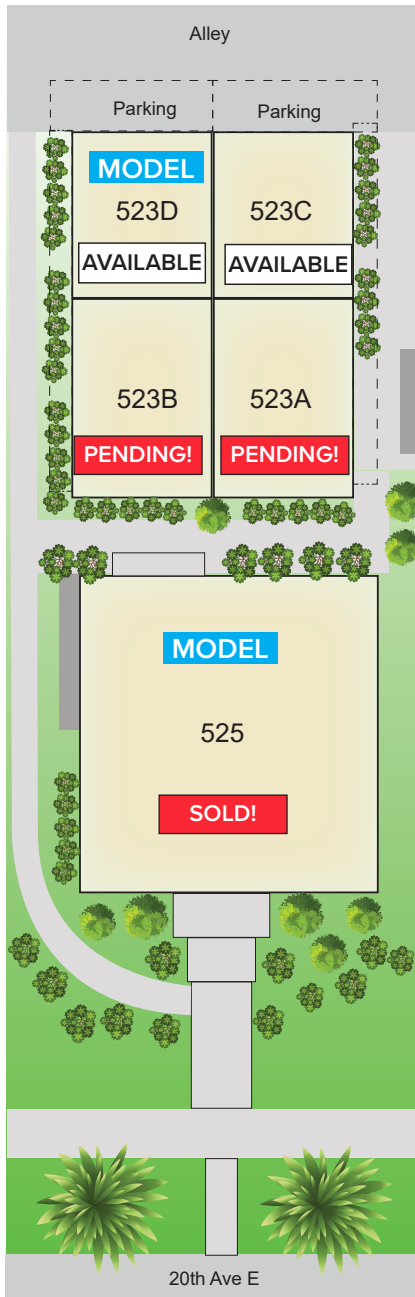 Alley
Parking
Parking
MODEL
523D
523C
AVAILABLE
AVAILABLE
523B
523A
PENDING!
PENDING!
MODEL
525
SOLD!
20th Ave E